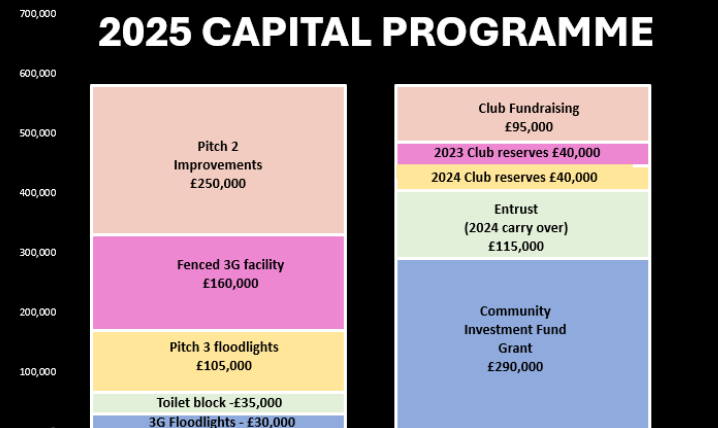 2025 CAPITAL PROGRAMME
700,000
600,000
500,000
400,000
300,000
200,000
100,000
Pitch 2
Improvements
£250,000
Fenced 3G facility
£160,000
Pitch 3 floodlights
£105,000
Toilet block -£35,000
3G Floodlights - £30,000
Club Fundraising
£95,000
2023 Club reserves £40,000
2024 Club reserves £40,000
Entrust
(2024 carry over)
£115,000
Community
Investment Fund
Grant
£290,000